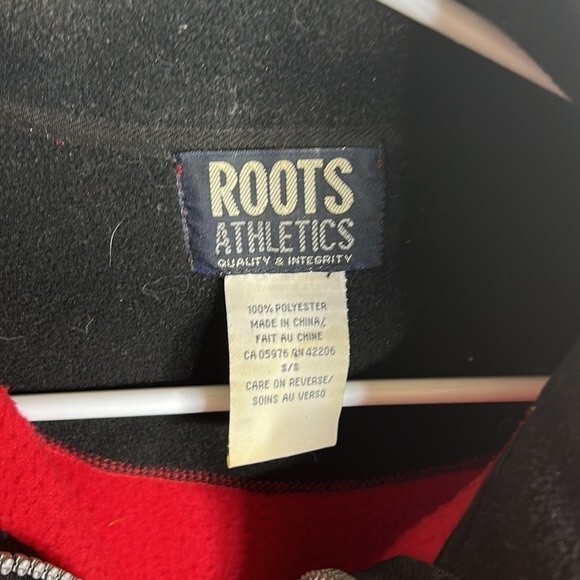 ROOTS
ATHLETICS
QUALITY & INTEGRITY
100% POLYESTER
MADE IN CHINA/
FAIT AU CHINE
CA 05976/RN 42206
S/S
CARE ON REVERSE/
SOINS AU VERSO